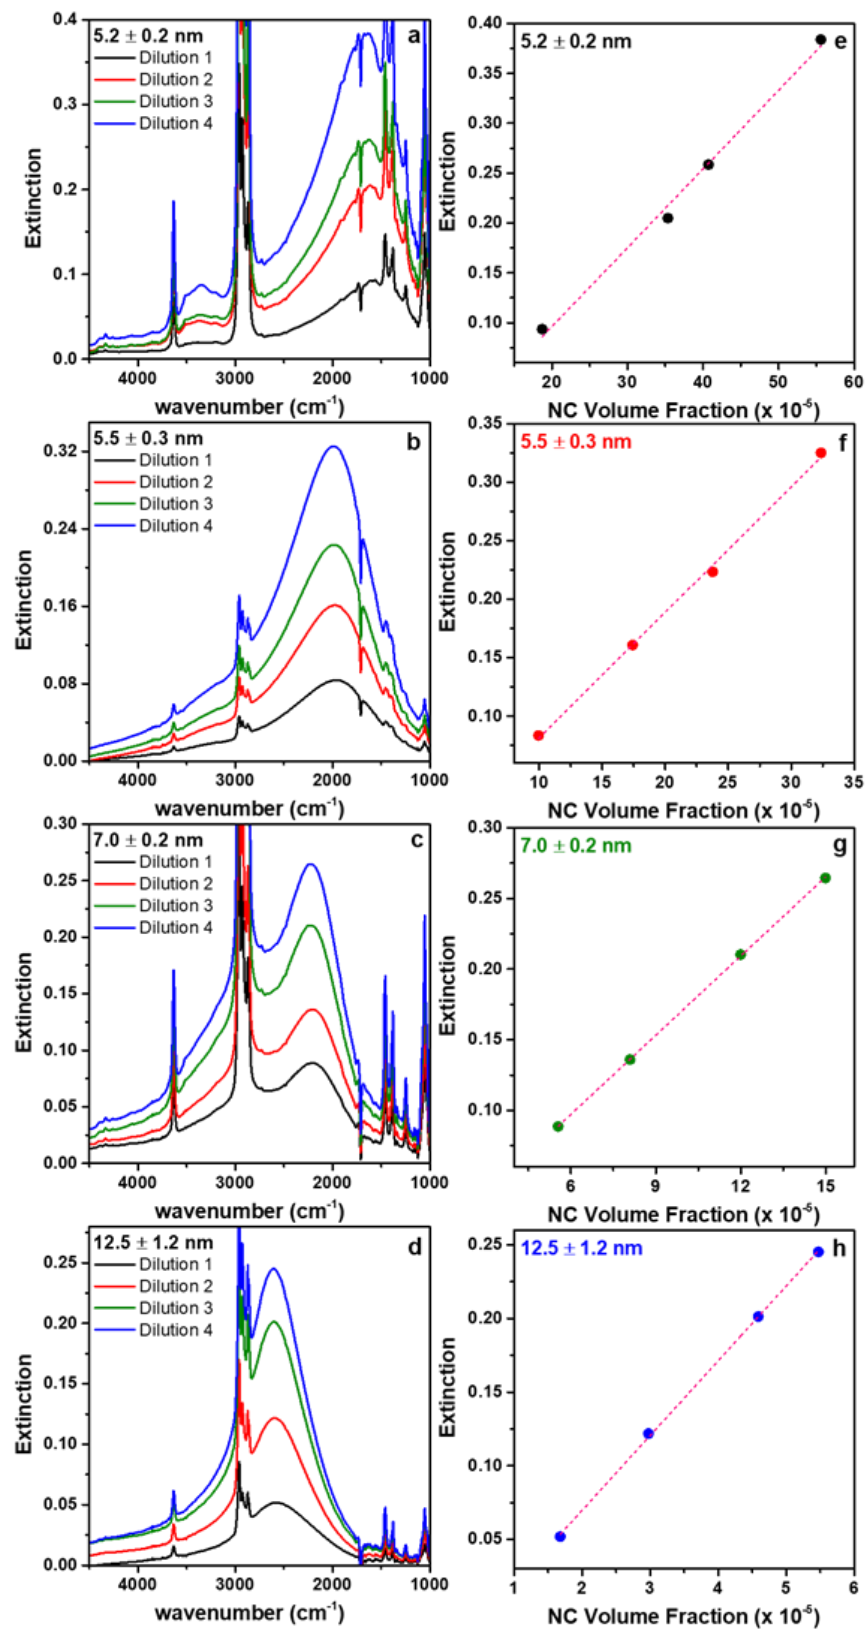 5.2 ± 0.2 nm
a
Dilution 1
Dilution 2
Dilution 3
Dilution 4
0.4
0.3
0.2
0.1
0.0
Extinction
4000 3000 2000 1000
wavenumber (cm⁻¹)
5.2 ± 0.2 nm
e
0.40
0.35
0.30
0.25
0.20
0.15
0.10
Extinction
20 30 40 50 60
NC Volume Fraction (x 10⁻⁵)
5.5 ± 0.3 nm
b
Dilution 1
Dilution 2
Dilution 3
Dilution 4
0.32
0.24
0.16
0.08
0.00
Extinction
4000 3000 2000 1000
wavenumber (cm⁻¹)
5.5 ± 0.3 nm
f
0.35
0.30
0.25
0.20
0.15
0.10
Extinction
10 15 20 25 30 35
NC Volume Fraction (x 10⁻⁵)
7.0 ± 0.2 nm
c
Dilution 1
Dilution 2
Dilution 3
Dilution 4
0.30
0.25
0.20
0.15
0.10
0.05
0.00
Extinction
4000 3000 2000 1000
wavenumber (cm⁻¹)
7.0 ± 0.2 nm
g
0.30
0.25
0.20
0.15
0.10
Extinction
6 9 12 15
NC Volume Fraction (x 10⁻⁵)
12.5 ± 1.2 nm
d
Dilution 1
Dilution 2
Dilution 3
Dilution 4
0.25
0.20
0.15
0.10
0.05
0.00
Extinction
4000 3000 2000 1000
wavenumber (cm⁻¹)
12.5 ± 1.2 nm
h
0.25
0.20
0.15
0.10
0.05
Extinction
1 2 3 4 5 6
NC Volume Fraction (x 10⁻⁵)